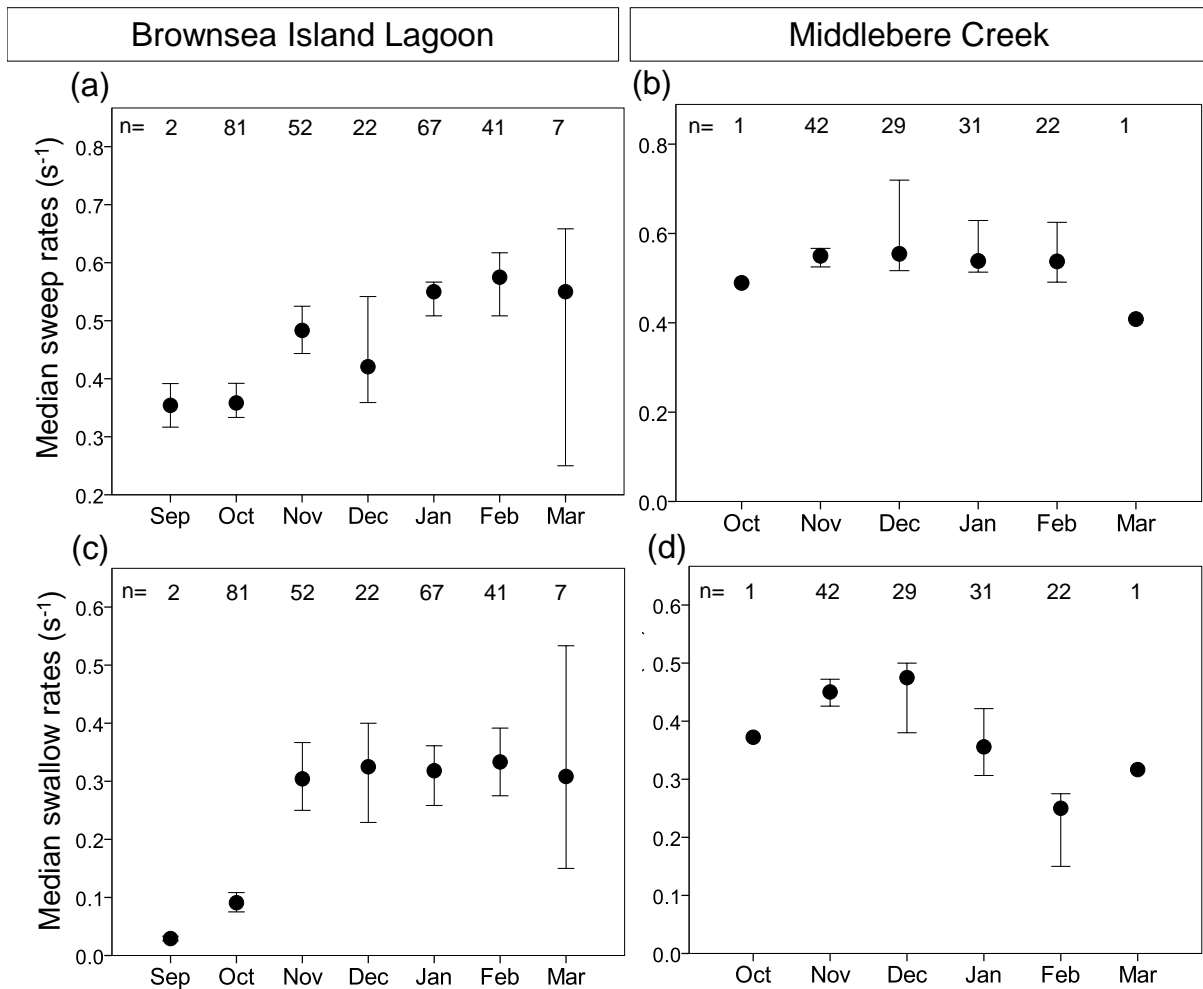 Brownsea Island Lagoon
Middlebere Creek
(a)
n= 2 81 52 22 67 41 7
Median sweep rates (s⁻¹)
0.8
0.7
0.6
0.5
0.4
0.3
0.2
Sep Oct Nov Dec Jan Feb Mar
(b)
n= 1 42 29 31 22 1
0.8
0.6
0.4
0.2
0.0
Oct Nov Dec Jan Feb Mar
(c)
n= 2 81 52 22 67 41 7
Median swallow rates (s⁻¹)
0.6
0.5
0.4
0.3
0.2
0.1
0.0
Sep Oct Nov Dec Jan Feb Mar
(d)
n= 1 42 29 31 22 1
0.6
0.5
0.4
0.3
0.2
0.1
0.0
Oct Nov Dec Jan Feb Mar